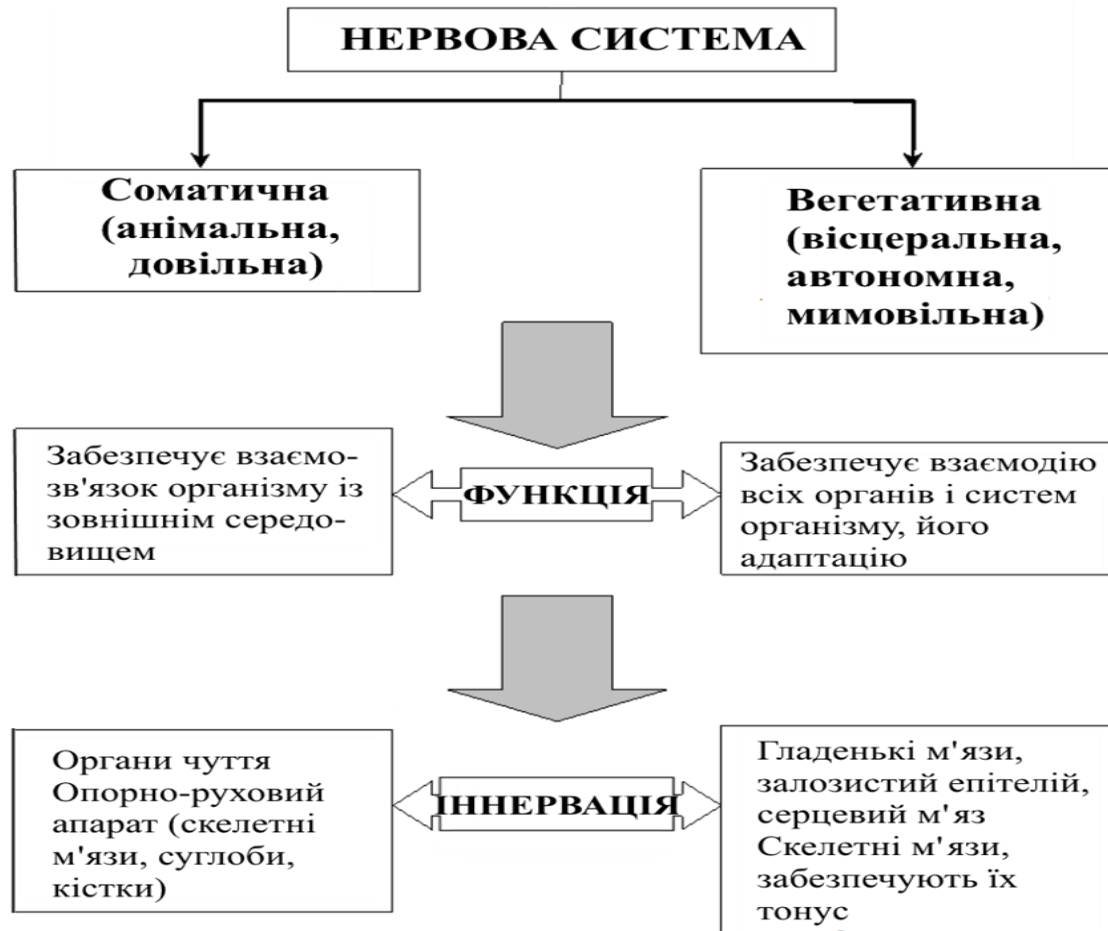 НЕРВОВА СИСТЕМА
Соматична
(анімальна,
довільна)
Вегетативна
(вісцеральна,
автономна,
мимовільна)
Забезпечує взаємо-
зв'язок організму із
зовнішнім середо-
вищем
ФУНКЦІЯ
Забезпечує взаємодію
всіх органів і систем
організму, його
адаптацію
Органи чуття
Опорно-руховий
апарат (скелетні
м'язи, суглоби,
кістки)
ІННЕРВАЦІЯ
Гладенькі м'язи,
залозистий епітелій,
серцевий м'яз
Скелетні м'язи,
забезпечують їх
тонус